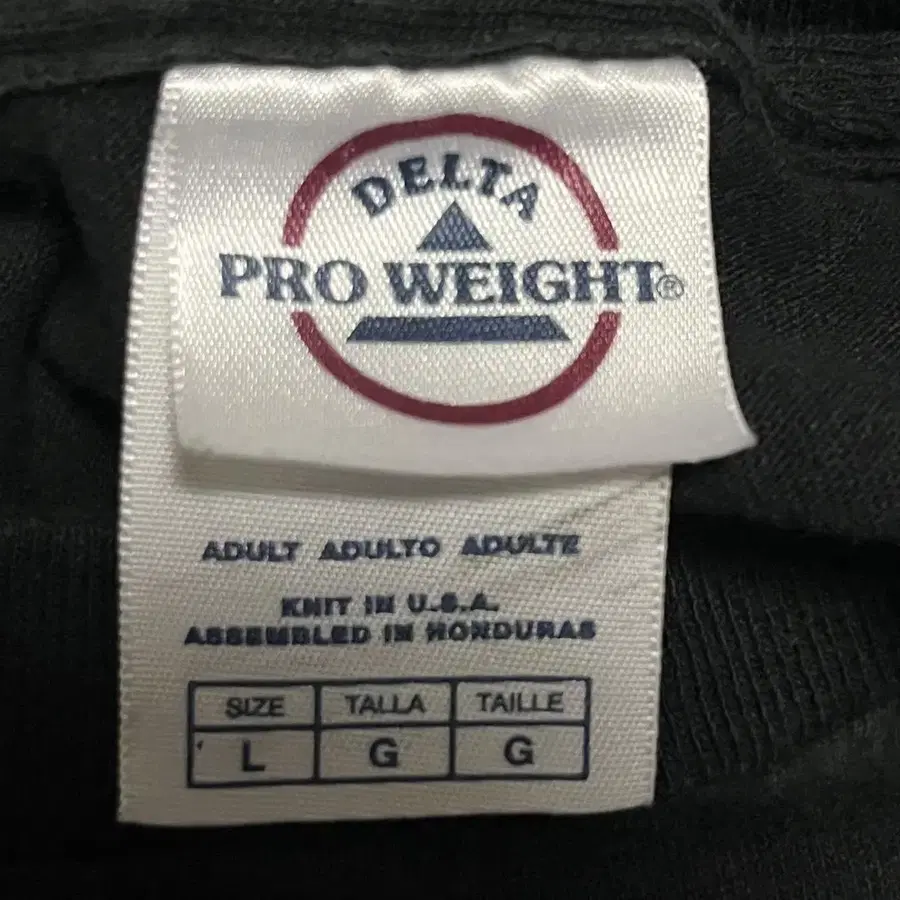 DELTA
PRO WEIGHT®
ADULT ADULTO ADULTE
KNIT IN U.S.A.
ASSEMBLED IN HONDURAS
SIZE TALLA TAILLE
L G G